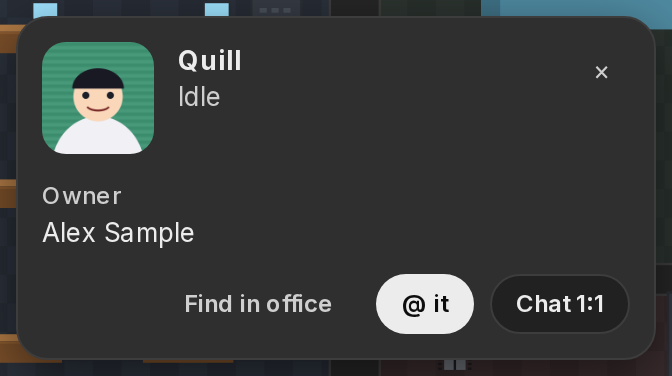 Quill
Idle
×
Owner
Alex Sample
Find in office
@ it
Chat 1:1